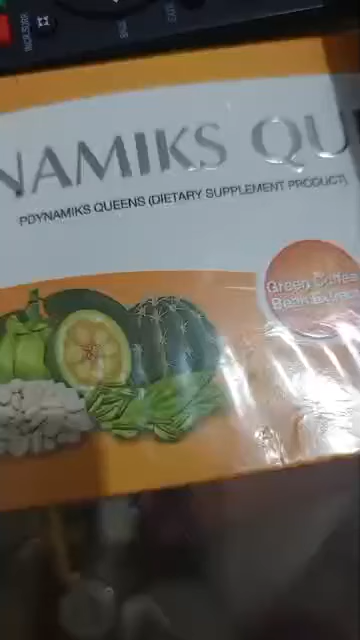 NAMIKS QU
PDYNAMIKS QUEENS (DIETARY SUPPLEMENT PRODUCT)
Green Coffee
Bean Extract